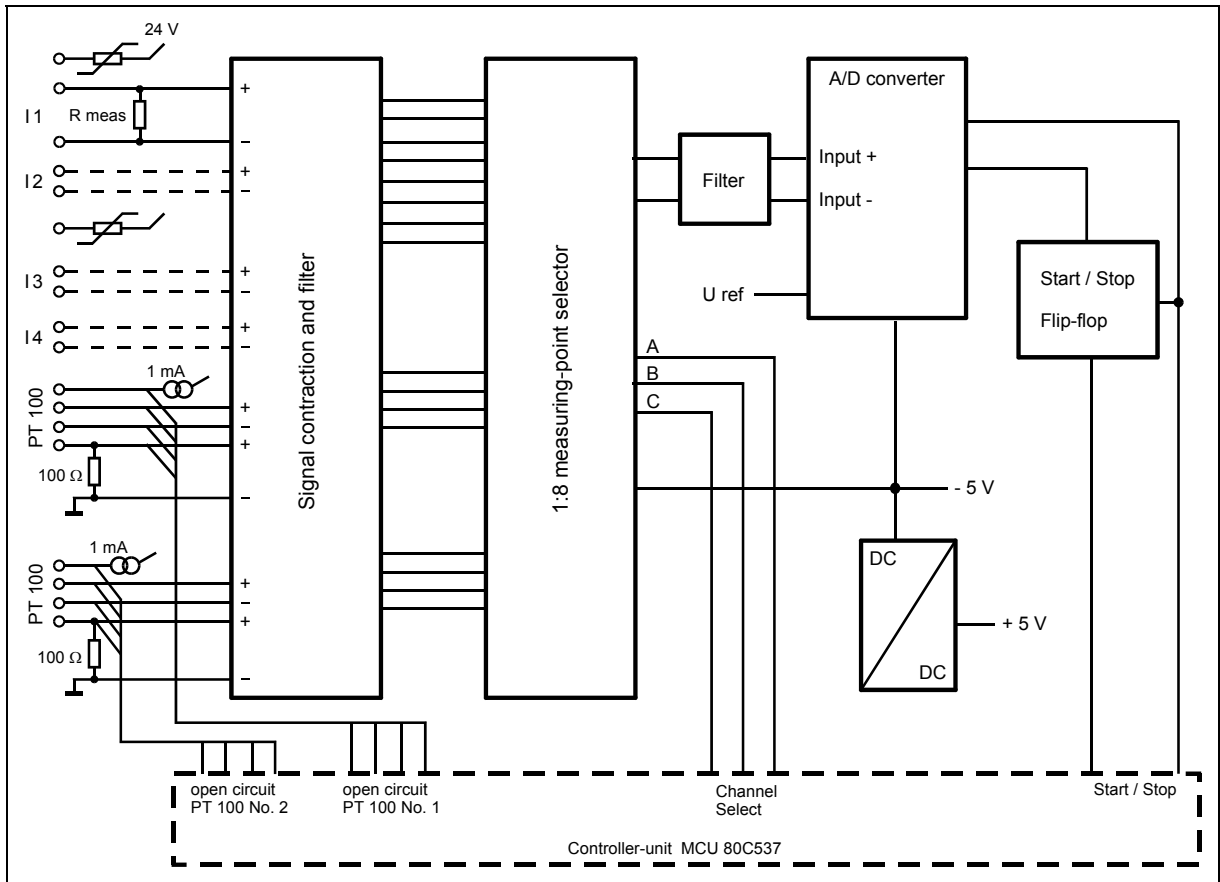 24 V
I1
R meas
+
−
I2
+
−
I3
+
−
I4
+
−
1 mA
PT 100
+
−
+
100 Ω
−
1 mA
PT 100
+
−
+
100 Ω
−
Signal contraction and filter
1:8 measuring-point selector
A
B
C
Filter
A/D converter
Input +
Input -
U ref
Start / Stop
Flip-flop
- 5 V
DC
DC
+ 5 V
open circuit
PT 100 No. 2
open circuit
PT 100 No. 1
Channel
Select
Start / Stop
Controller-unit MCU 80C537